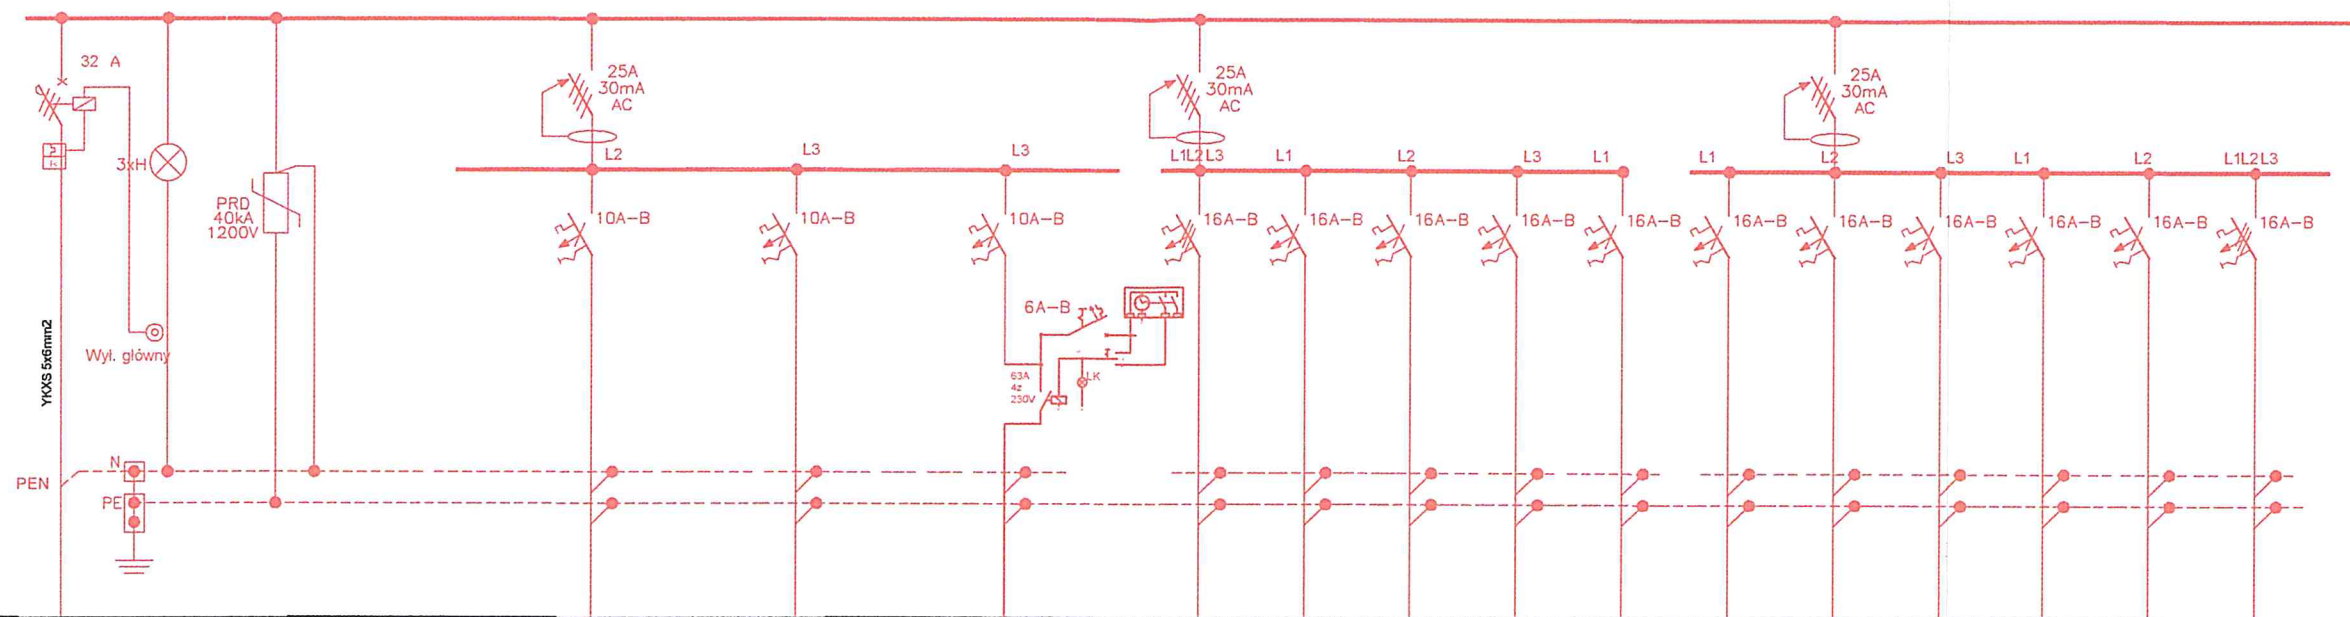 32 A
3xH
PRD
40kA
1200V
Wył. główny
YKXS 5x6mm2
N
PEN
PE
25A
30mA
AC
L2
L3
L3
10A-B
10A-B
10A-B
6A-B
63A
4z
230V
LK
25A
30mA
AC
L1L2L3
L1
L2
L3
L1
16A-B
16A-B
16A-B
16A-B
16A-B
25A
30mA
AC
L1
L2
L3
L1
L2
L1L2L3
16A-B
16A-B
16A-B
16A-B
16A-B
16A-B